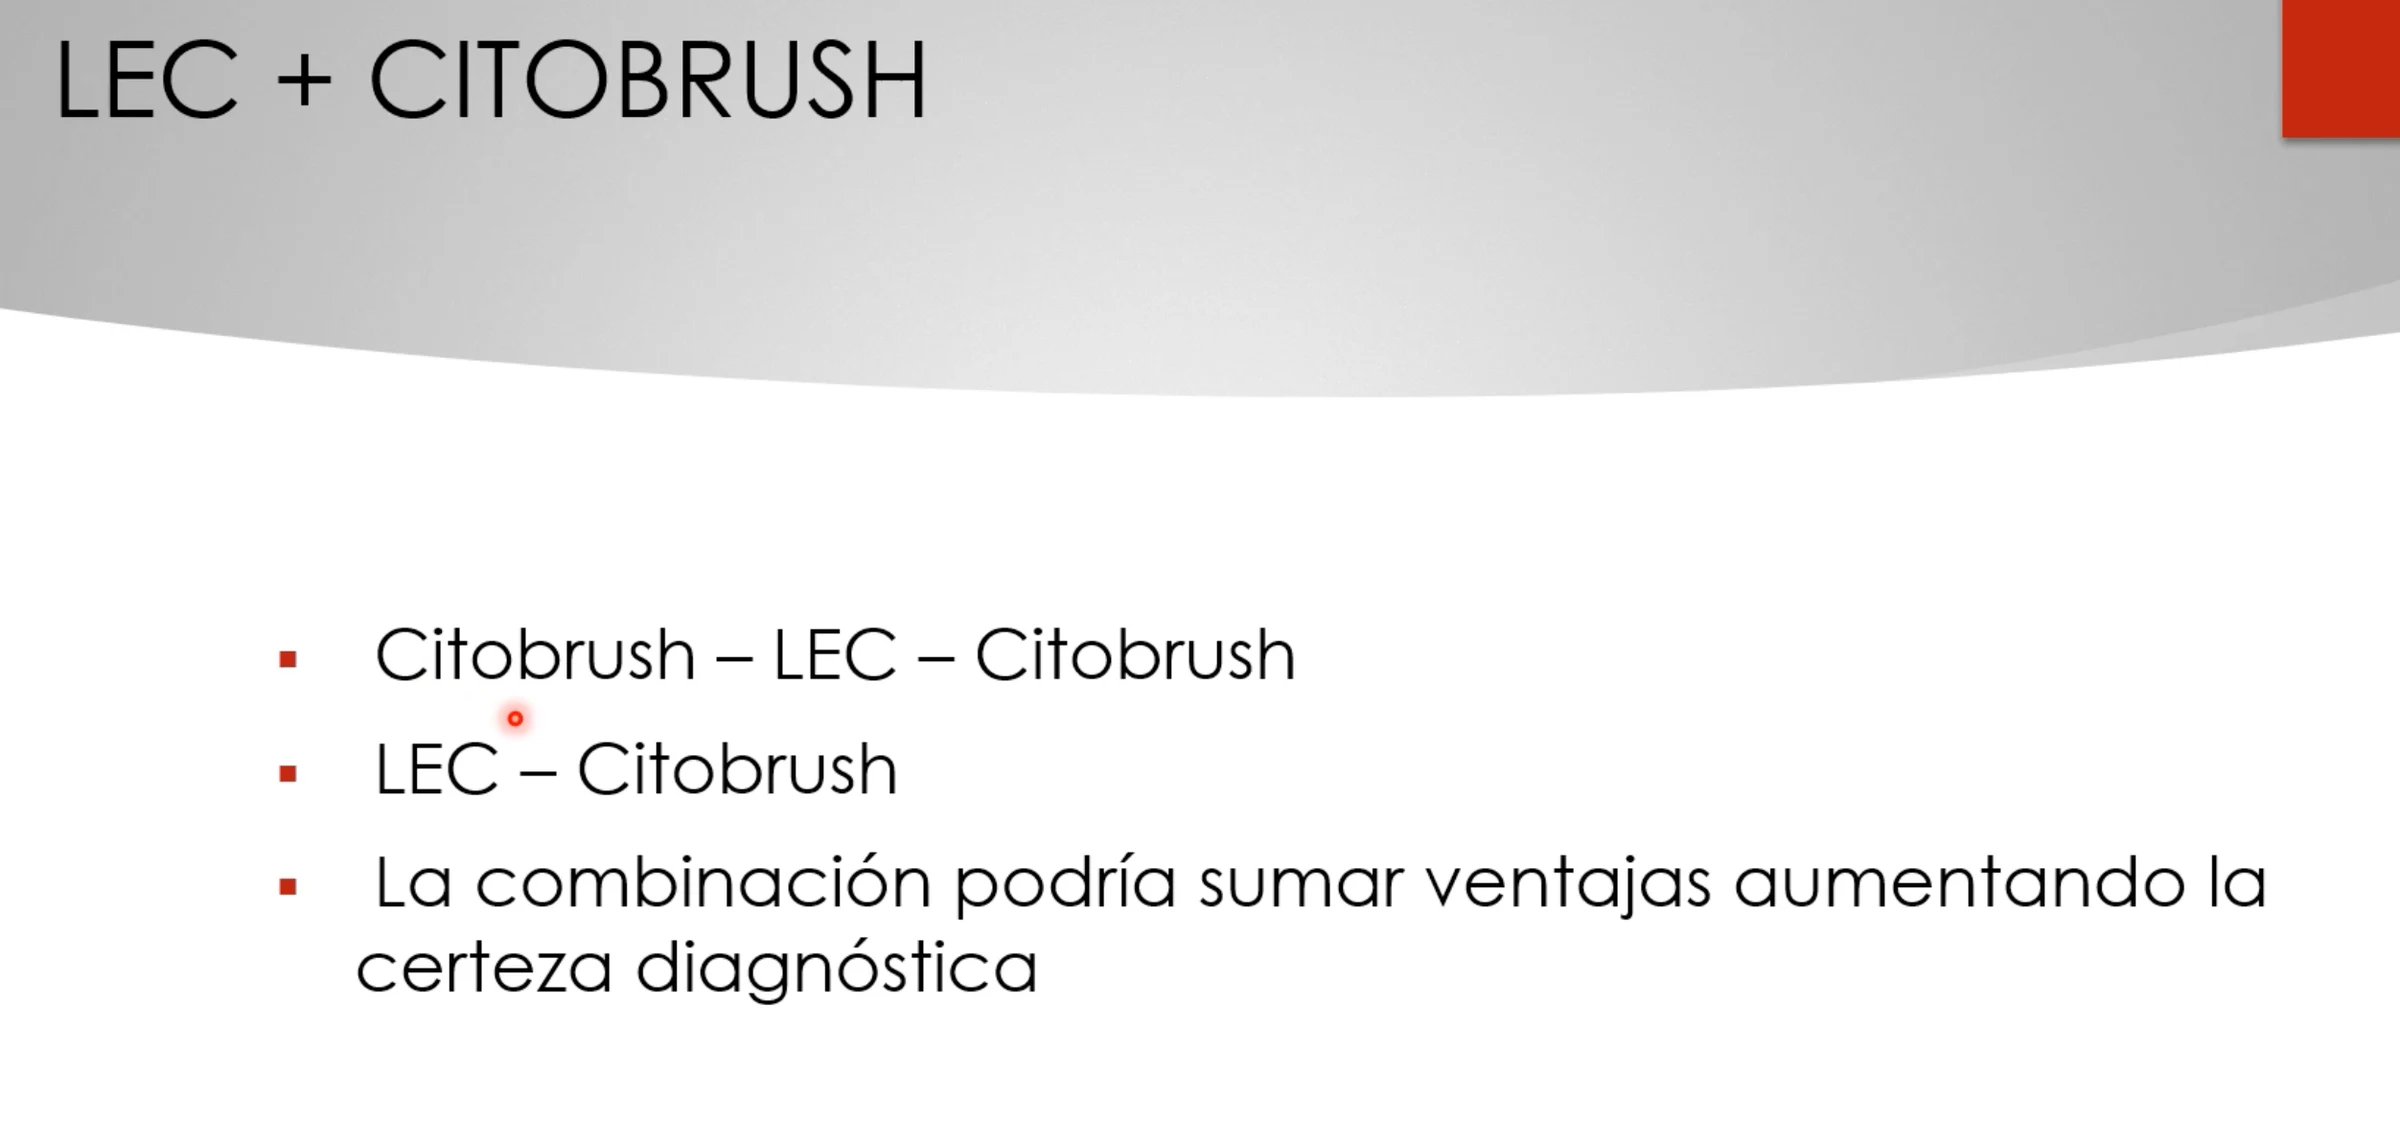 LEC + CITOBRUSH
Citobrush – LEC – Citobrush
LEC – Citobrush
La combinación podría sumar ventajas aumentando la
certeza diagnóstica